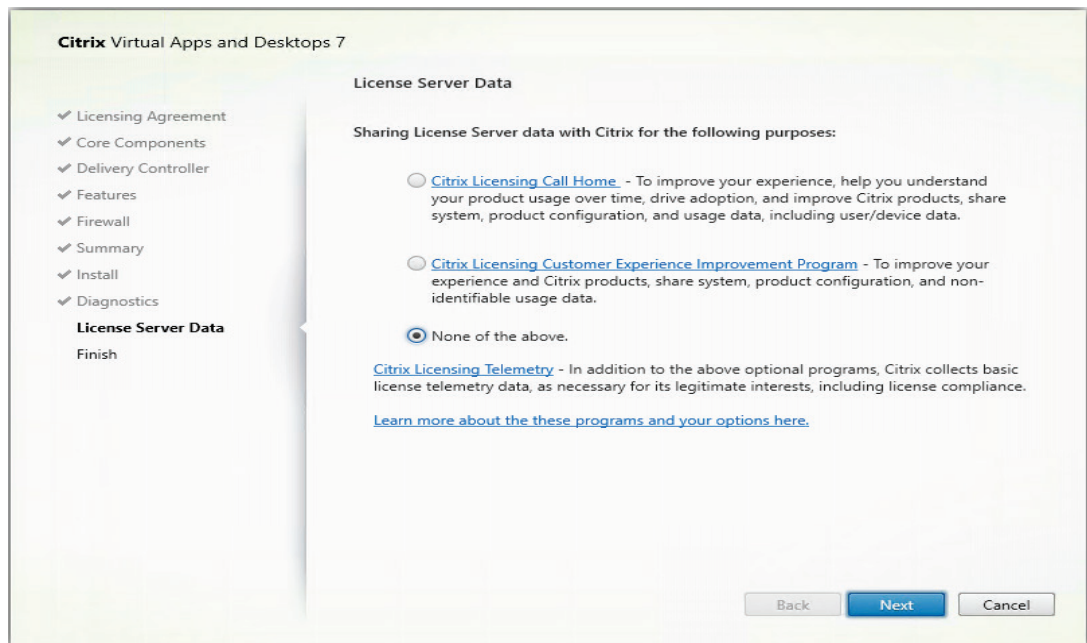 Citrix Virtual Apps and Desktops 7
License Server Data
✔ Licensing Agreement
✔ Core Components
✔ Delivery Controller
✔ Features
✔ Firewall
✔ Summary
✔ Install
✔ Diagnostics
License Server Data
Finish
Sharing License Server data with Citrix for the following purposes:
Citrix Licensing Call Home - To improve your experience, help you understand
your product usage over time, drive adoption, and improve Citrix products, share
system, product configuration, and usage data, including user/device data.
Citrix Licensing Customer Experience Improvement Program - To improve your
experience and Citrix products, share system, product configuration, and non-
identifiable usage data.
None of the above.
Citrix Licensing Telemetry - In addition to the above optional programs, Citrix collects basic
license telemetry data, as necessary for its legitimate interests, including license compliance.
Learn more about the these programs and your options here.
Back
Next
Cancel